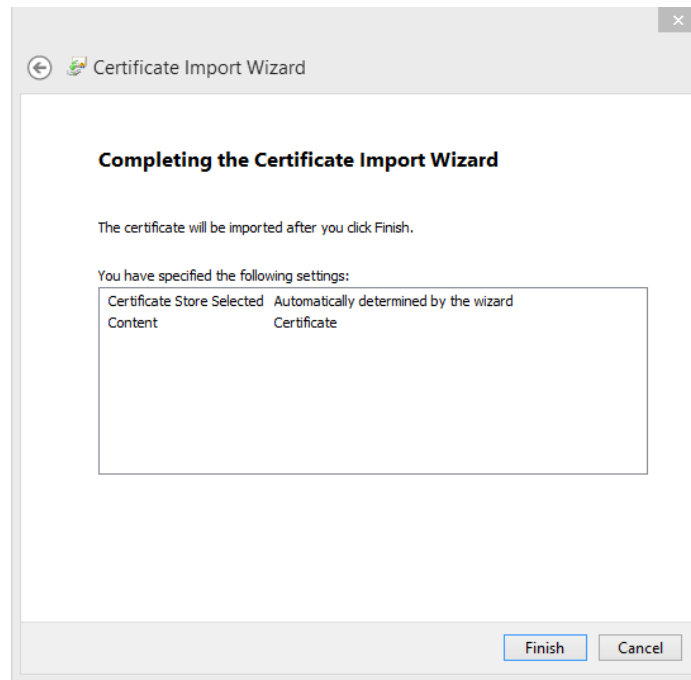 Certificate Import Wizard
Completing the Certificate Import Wizard
The certificate will be imported after you click Finish.
You have specified the following settings:
Certificate Store Selected Automatically determined by the wizard
Content Certificate
Finish Cancel